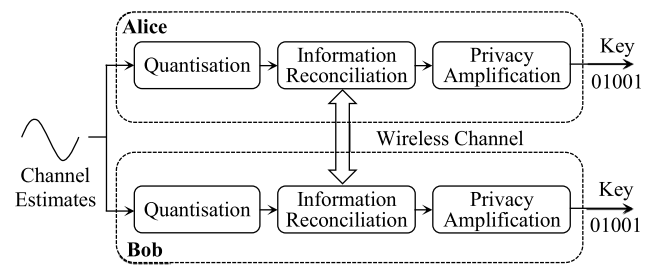 Alice
Quantisation
Information
Reconciliation
Privacy
Amplification
Key
01001
Wireless Channel
Channel
Estimates
Quantisation
Information
Reconciliation
Privacy
Amplification
Key
01001
Bob